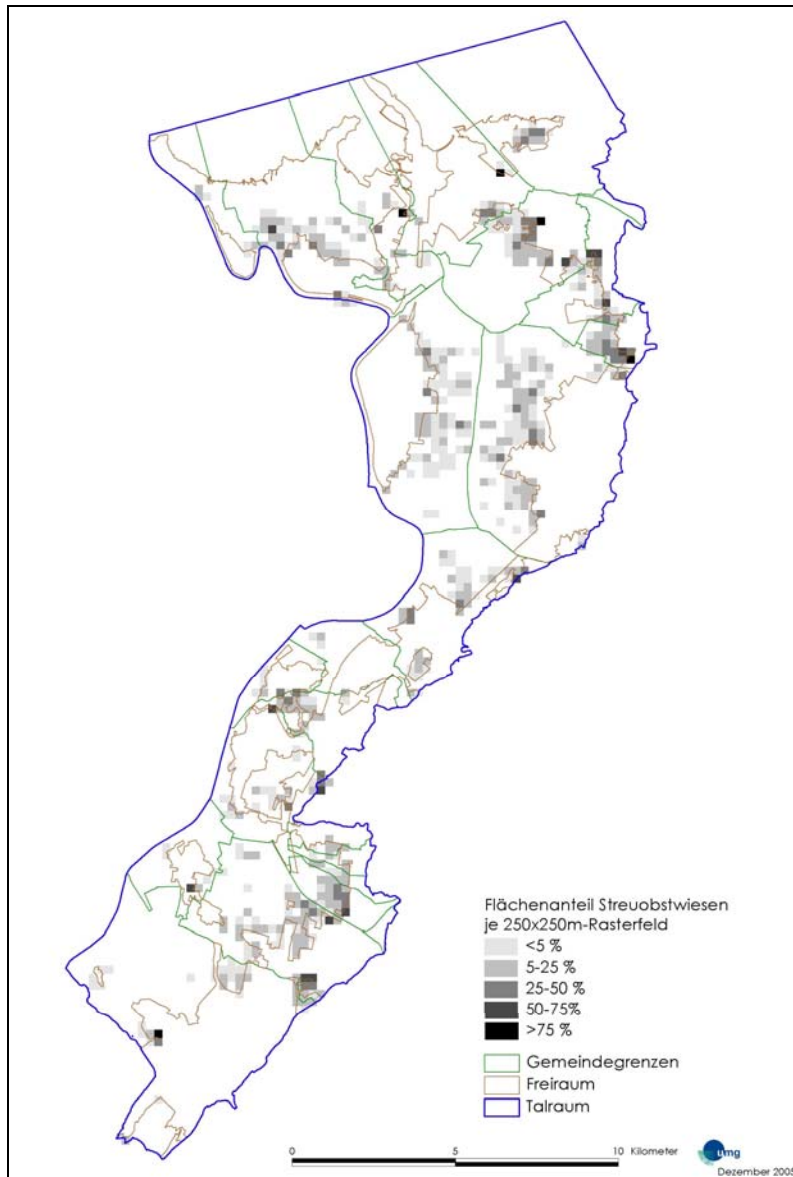 Flächenanteil Streuobstwiesen
je 250x250m-Rasterfeld
<5 %
5-25 %
25-50 %
50-75%
>75 %
Gemeindegrenzen
Freiraum
Talraum
0 5 10 Kilometer
umg
Dezember 2005